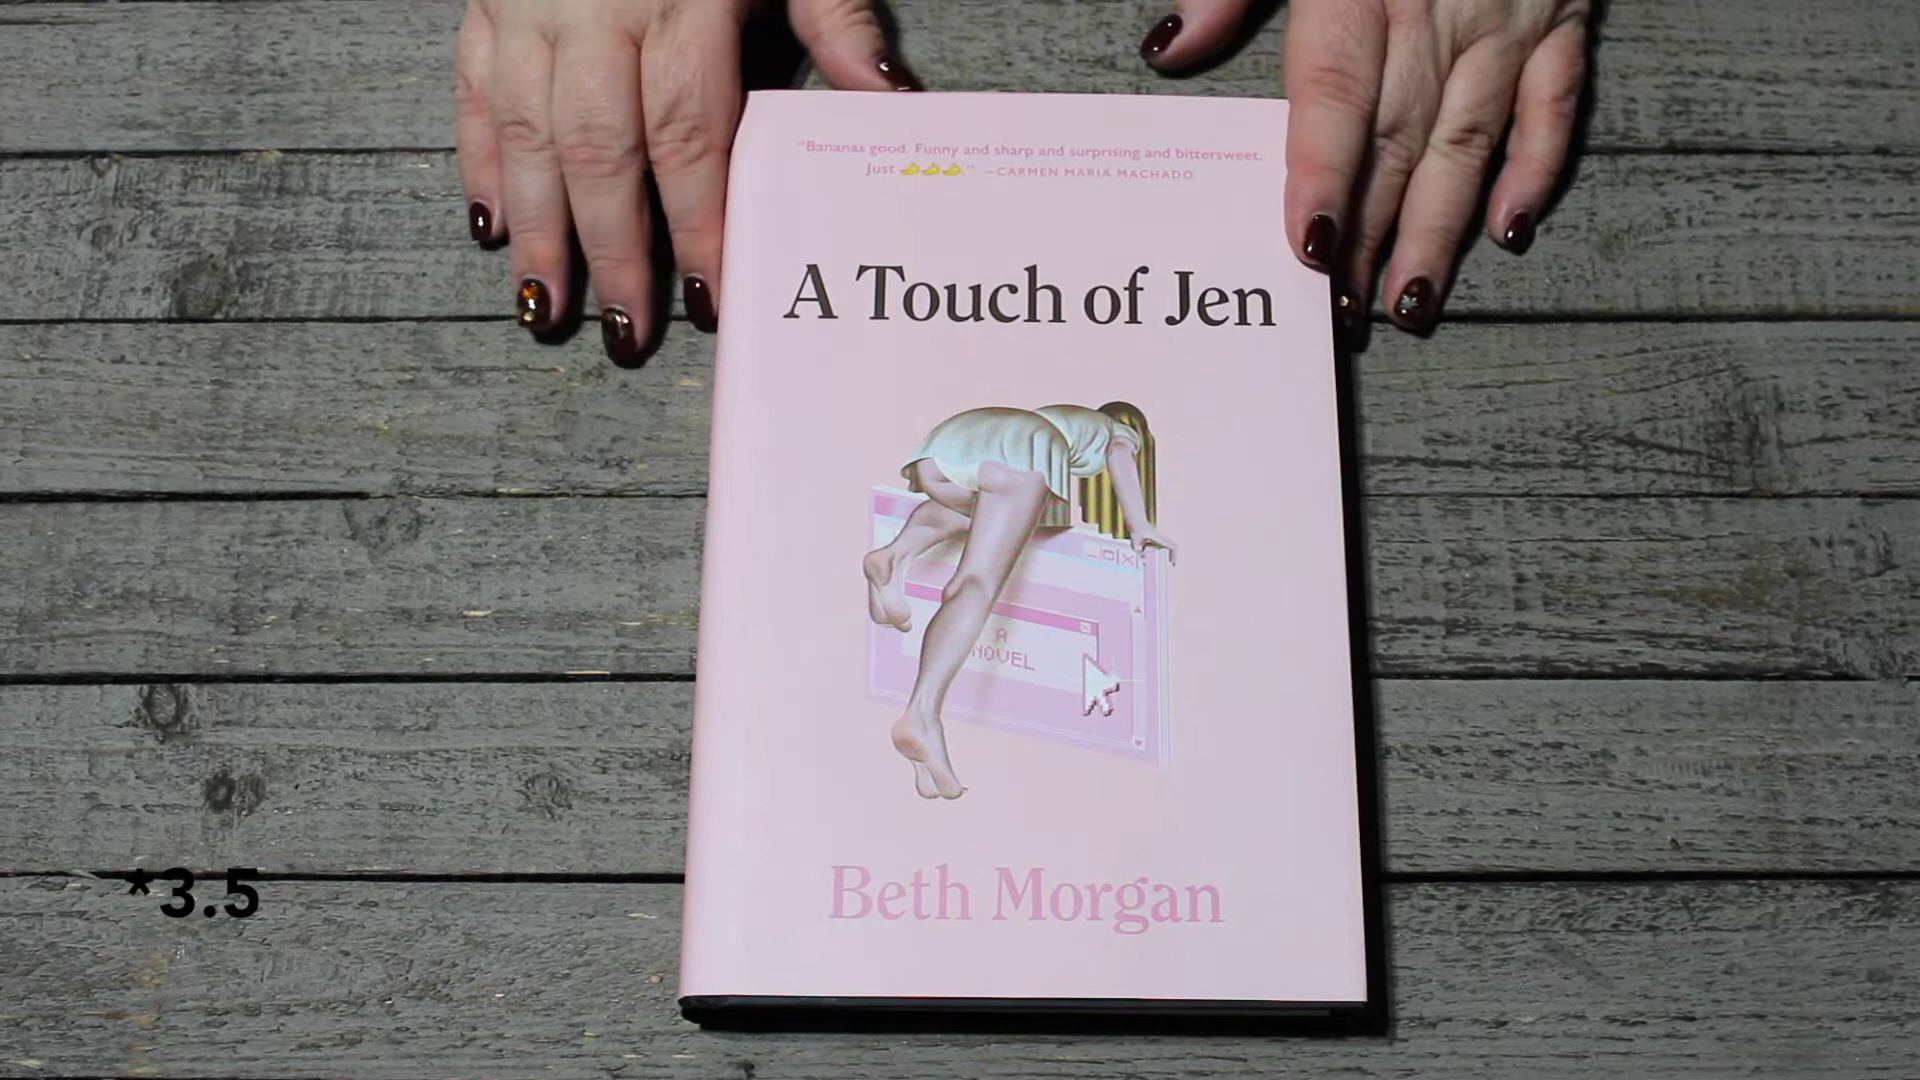 "Bananas good. Funny and sharp and surprising and bittersweet.
Just 🍌🍌🍌." —CARMEN MARIA MACHADO
A Touch of Jen
A
NOVEL
Beth Morgan
*3.5